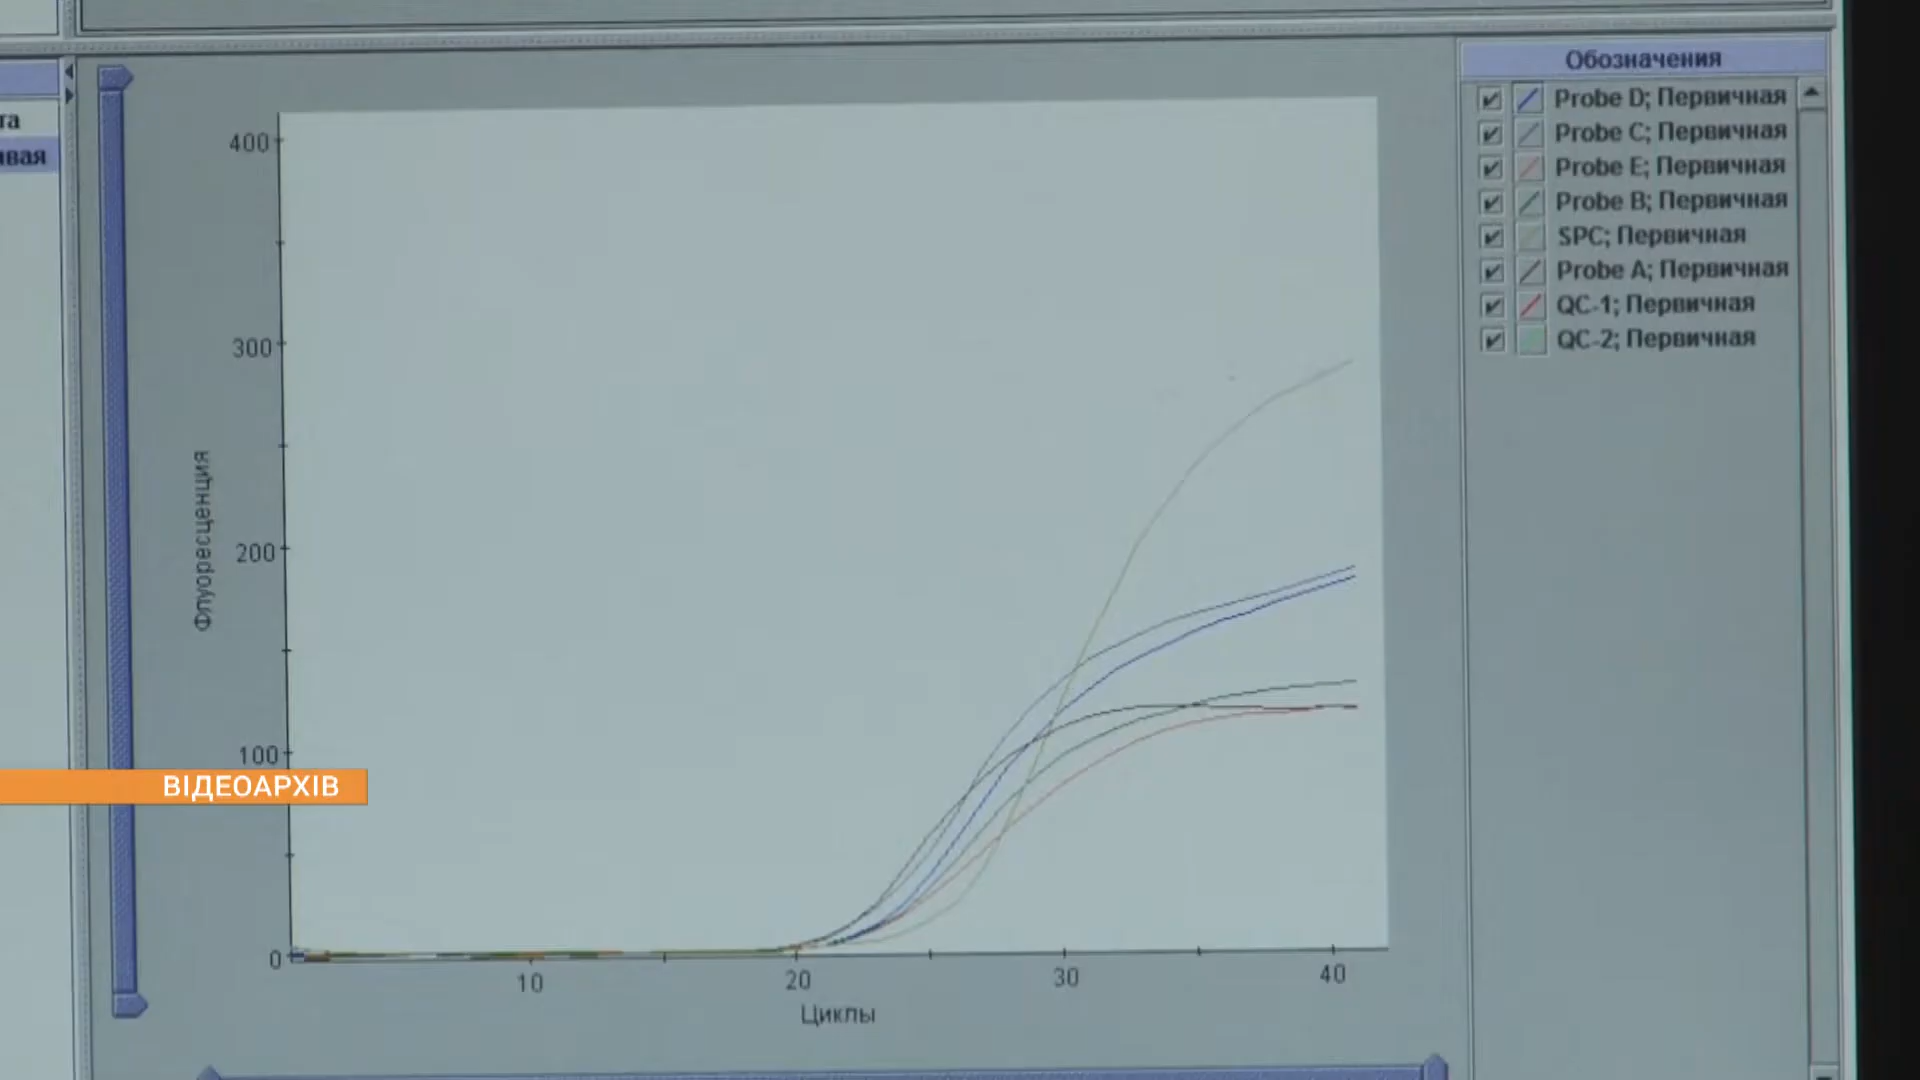 га
ивая
Обозначения
Probe D; Первичная
Probe C; Первичная
Probe E; Первичная
Probe B; Первичная
SPC; Первичная
Probe A; Первичная
QC-1; Первичная
QC-2; Первичная
400
300
200
100
0
Флуоресценция
10
20
30
40
Циклы
ВІДЕОАРХІВ